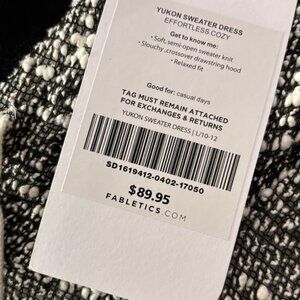 YUKON SWEATER DRESS
EFFORTLESS COZY
Get to know me:
• Soft, semi-open sweater knit
• Slouchy crossover drawstring hood
• Relaxed fit
Good for: casual days
TAG MUST REMAIN ATTACHED
FOR EXCHANGES & RETURNS
YUKON SWEATER DRESS | L/10-12
SD1619412-0402-17050
$89.95
FABLETICS.COM